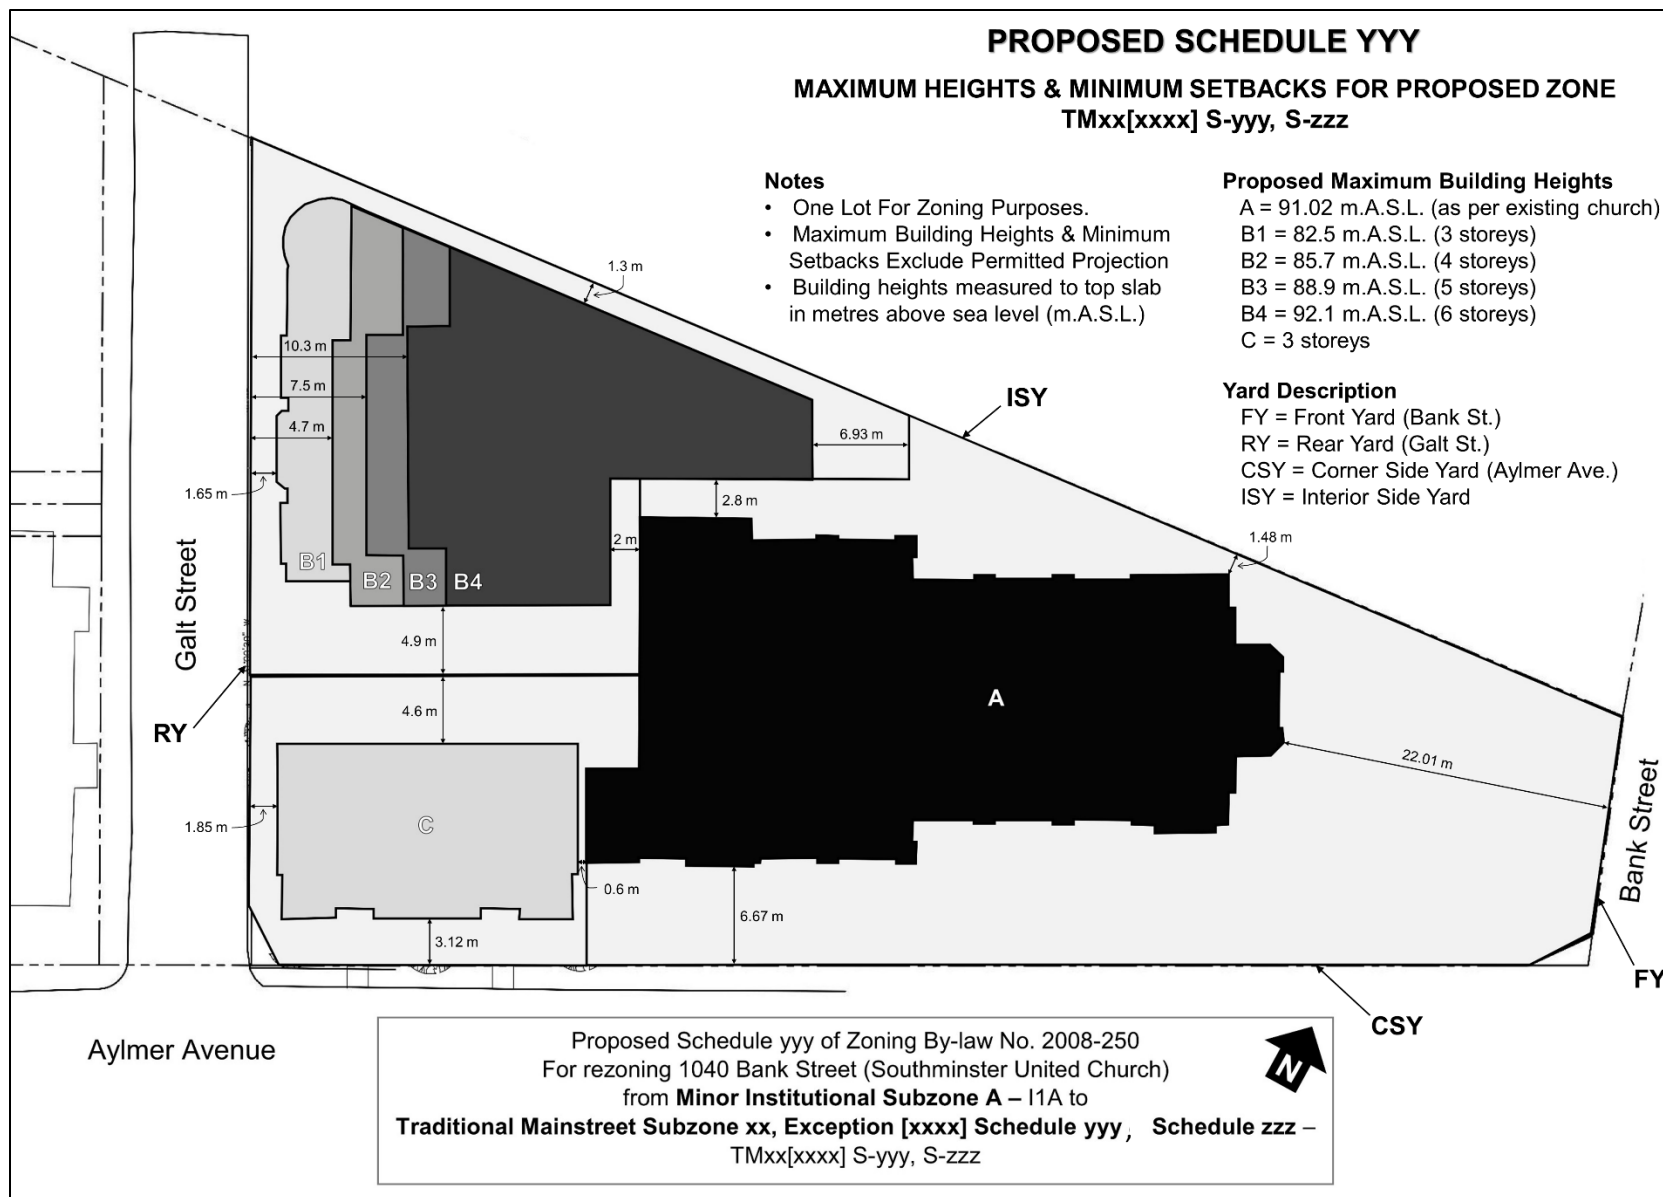 PROPOSED SCHEDULE YYY
MAXIMUM HEIGHTS & MINIMUM SETBACKS FOR PROPOSED ZONE
TMxx[xxxx] S-yyy, S-zzz
Notes
• One Lot For Zoning Purposes.
• Maximum Building Heights & Minimum
Setbacks Exclude Permitted Projection
• Building heights measured to top slab
in metres above sea level (m.A.S.L.)
Proposed Maximum Building Heights
A = 91.02 m.A.S.L. (as per existing church)
B1 = 82.5 m.A.S.L. (3 storeys)
B2 = 85.7 m.A.S.L. (4 storeys)
B3 = 88.9 m.A.S.L. (5 storeys)
B4 = 92.1 m.A.S.L. (6 storeys)
C = 3 storeys
Yard Description
FY = Front Yard (Bank St.)
RY = Rear Yard (Galt St.)
CSY = Corner Side Yard (Aylmer Ave.)
ISY = Interior Side Yard
1.3 m
10.3 m
7.5 m
4.7 m
1.65 m
ISY
6.93 m
2.8 m
2 m
1.48 m
B1
B2
B3
B4
Galt Street
4.9 m
RY
4.6 m
A
22.01 m
Bank Street
1.85 m
C
0.6 m
6.67 m
3.12 m
FY
CSY
Aylmer Avenue
N
Proposed Schedule yyy of Zoning By-law No. 2008-250
For rezoning 1040 Bank Street (Southminster United Church)
from Minor Institutional Subzone A – I1A to
Traditional Mainstreet Subzone xx, Exception [xxxx] Schedule yyy, Schedule zzz –
TMxx[xxxx] S-yyy, S-zzz